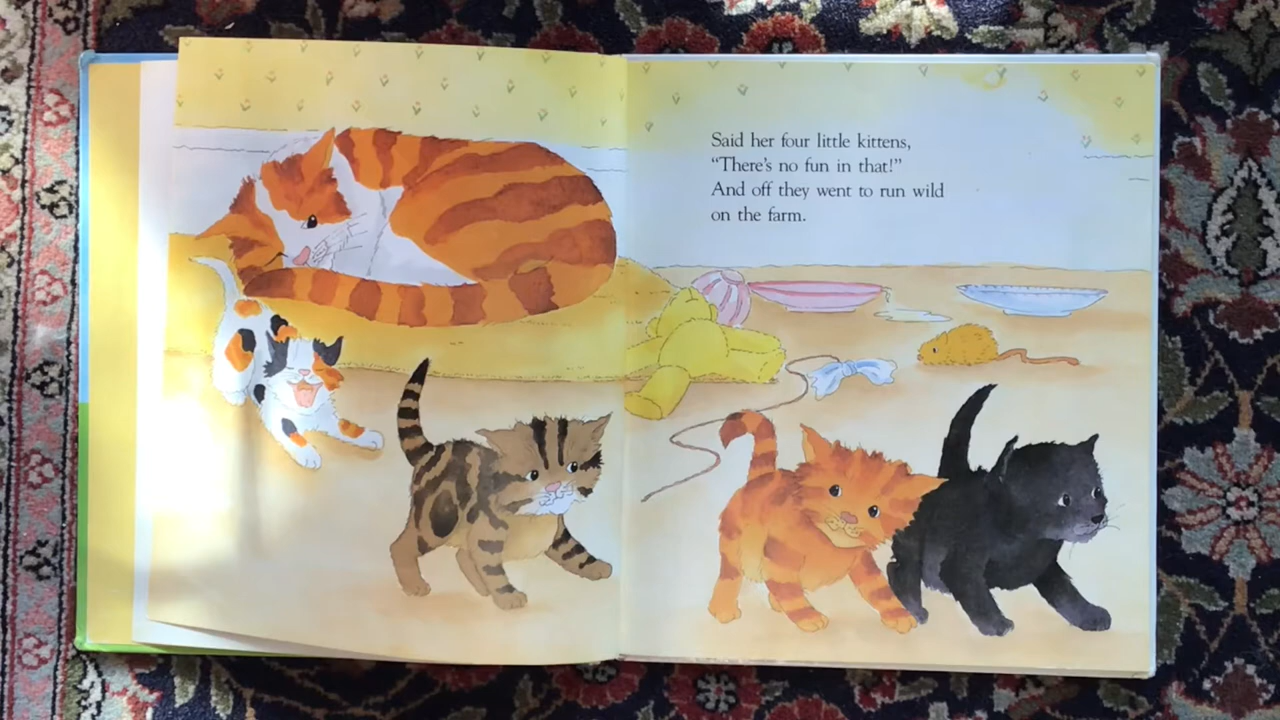 Said her four little kittens,
“There’s no fun in that!”
And off they went to run wild
on the farm.